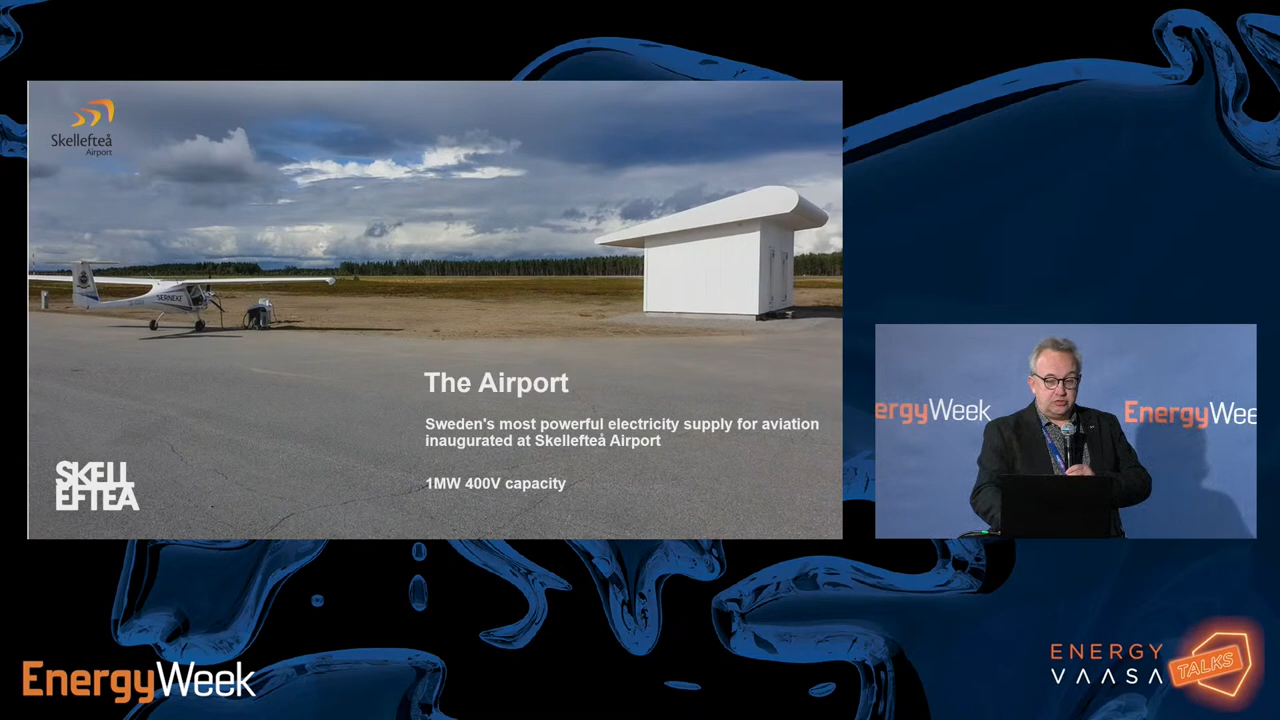 Skellefteå
Airport
SERNEKE
The Airport
Sweden's most powerful electricity supply for aviation
inaugurated at Skellefteå Airport
1MW 400V capacity
SKELL
EFTEA
ergyWeek
EnergyWee
EnergyWeek
ENERGY
VAASA
TALKS